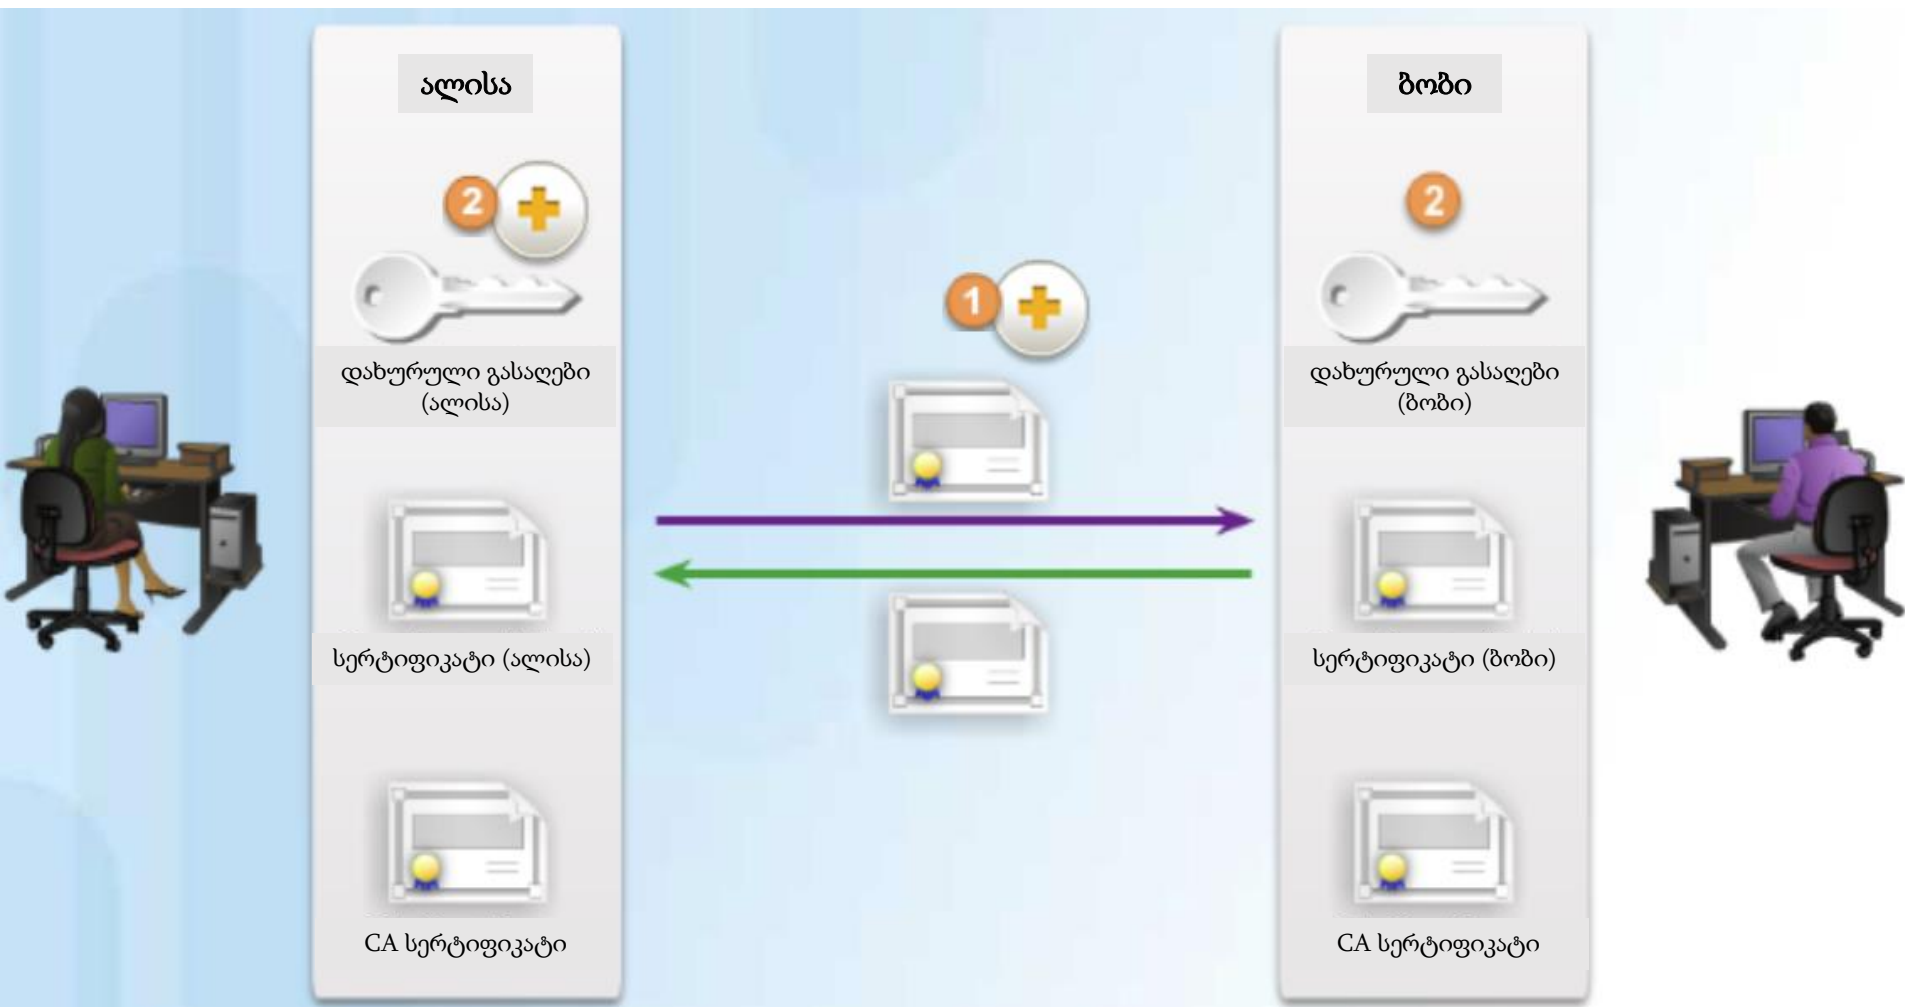 ალისა
2
დახურული გასაღები
(ალისა)
სერტიფიკატი (ალისა)
CA სერტიფიკატი
1
ბობი
2
დახურული გასაღები
(ბობი)
სერტიფიკატი (ბობი)
CA სერტიფიკატი